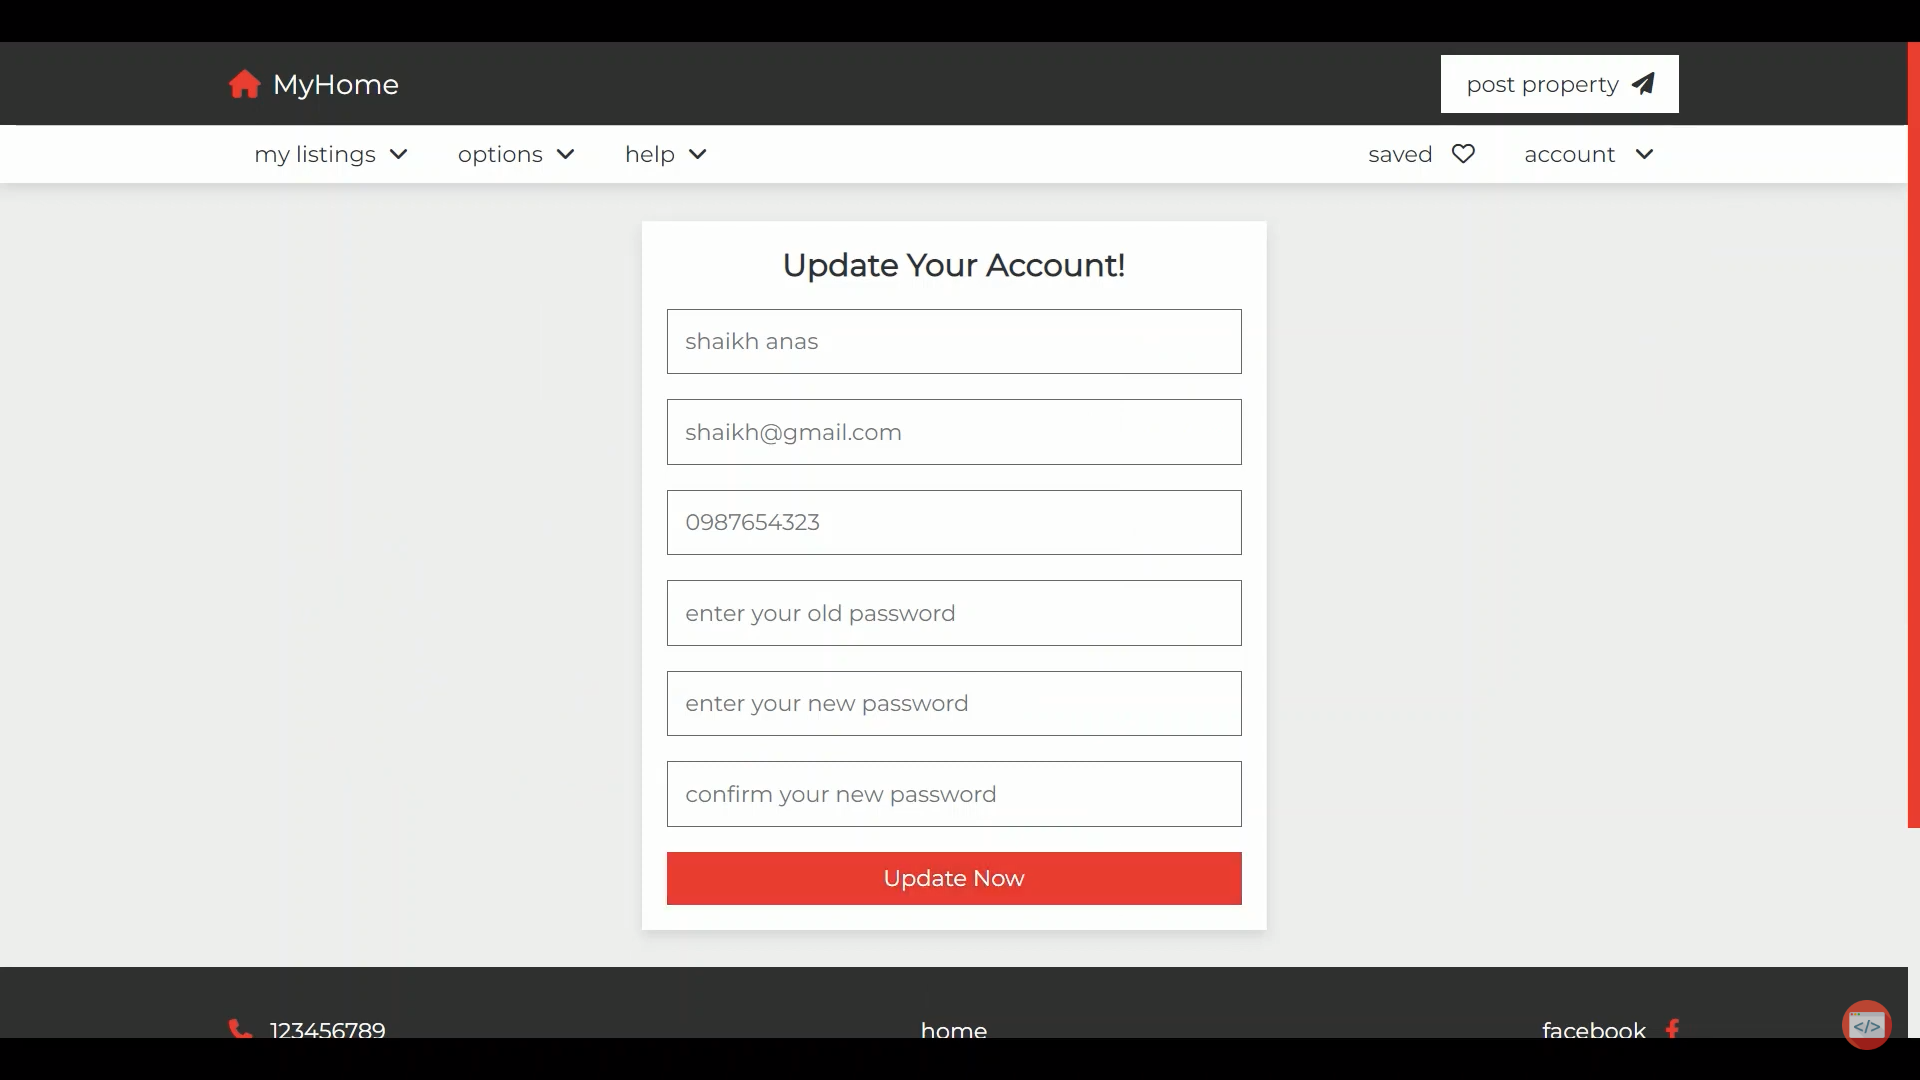 MyHome
post property
my listings
options
help
saved
account
Update Your Account!
shaikh anas
shaikh@gmail.com
0987654323
enter your old password
enter your new password
confirm your new password
Update Now
123456789
home
facebook
</>